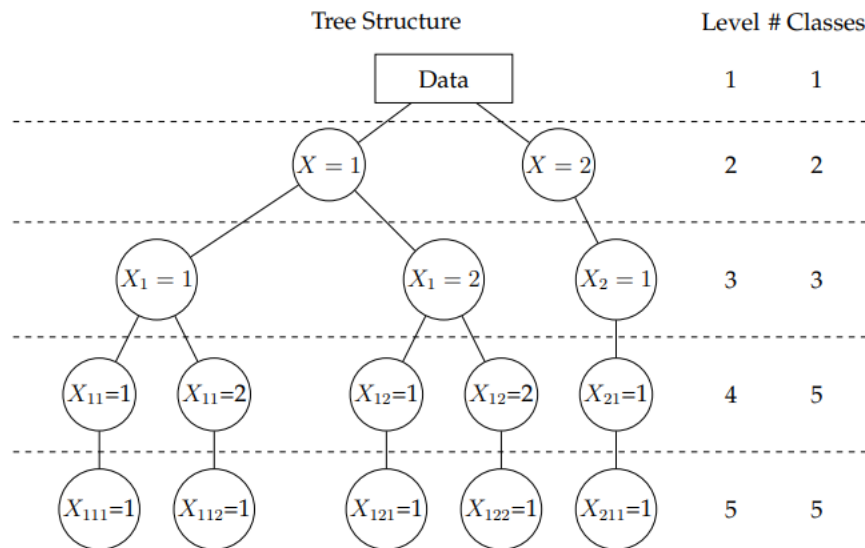 Tree Structure Level # Classes
Data 1 1
X = 1 X = 2 2 2
X₁ = 1 X₁ = 2 X₂ = 1 3 3
X₁₁=1 X₁₁=2 X₁₂=1 X₁₂=2 X₂₁=1 4 5
X₁₁₁=1 X₁₁₂=1 X₁₂₁=1 X₁₂₂=1 X₂₁₁=1 5 5